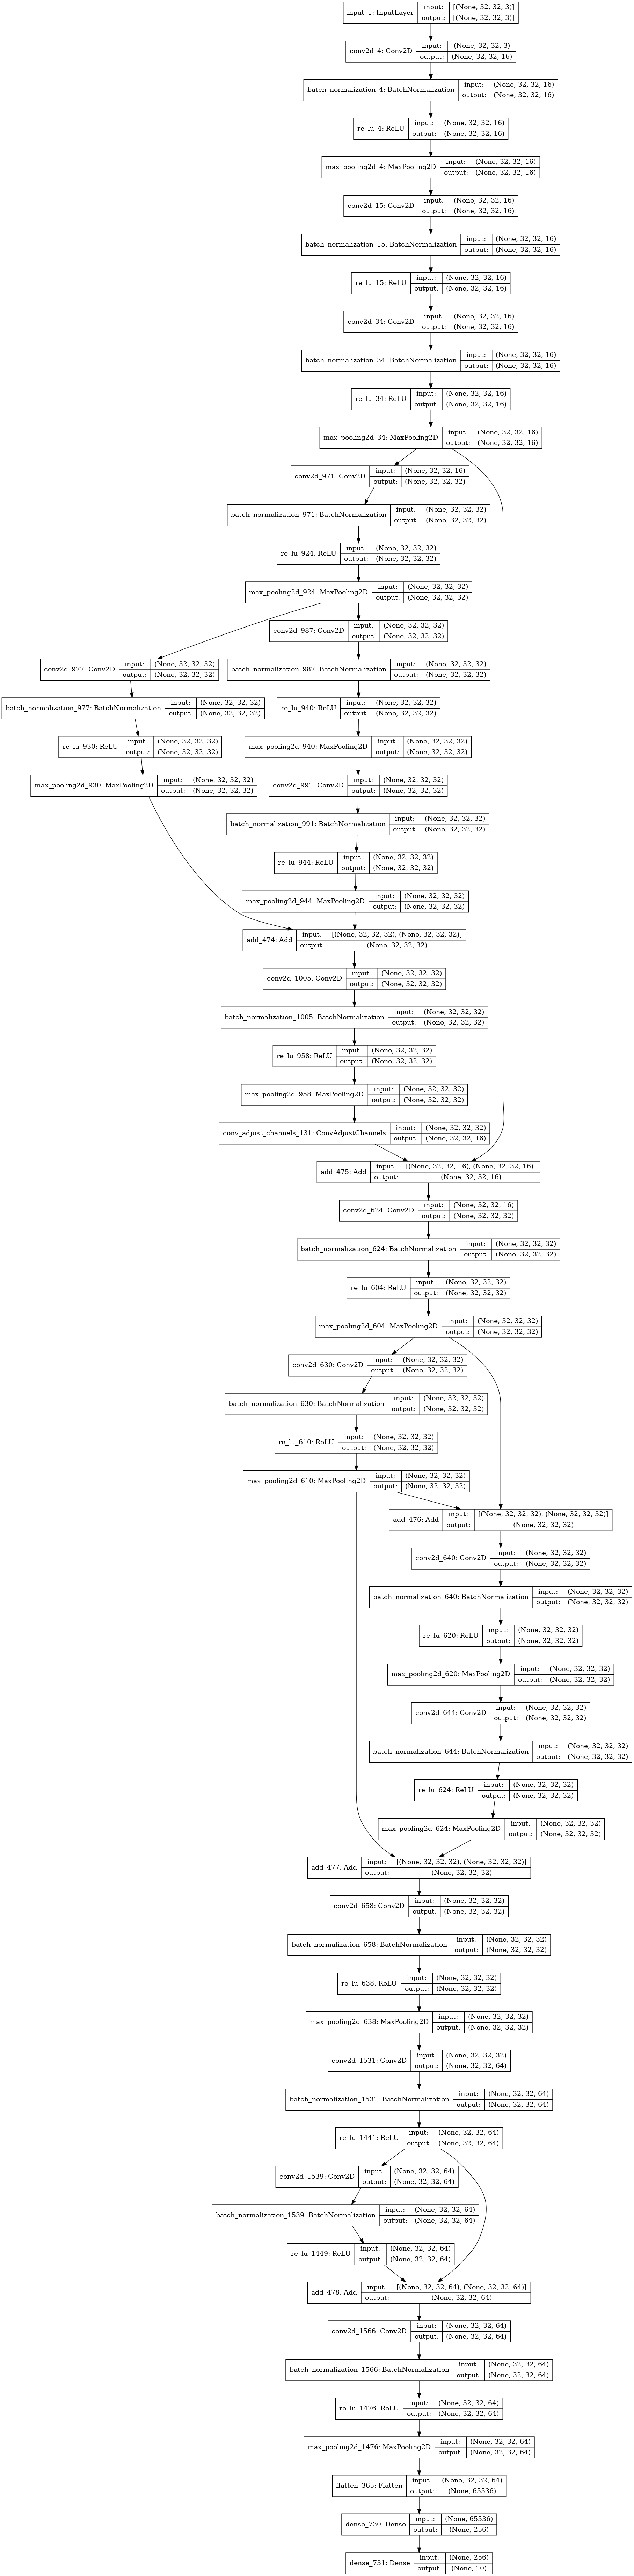 input_1: InputLayer input: [(None, 32, 32, 3)]
output: [(None, 32, 32, 3)]
conv2d_4: Conv2D input: (None, 32, 32, 3)
output: (None, 32, 32, 16)
batch_normalization_4: BatchNormalization input: (None, 32, 32, 16)
output: (None, 32, 32, 16)
re_lu_4: ReLU input: (None, 32, 32, 16)
output: (None, 32, 32, 16)
max_pooling2d_4: MaxPooling2D input: (None, 32, 32, 16)
output: (None, 32, 32, 16)
conv2d_15: Conv2D input: (None, 32, 32, 16)
output: (None, 32, 32, 16)
batch_normalization_15: BatchNormalization input: (None, 32, 32, 16)
output: (None, 32, 32, 16)
re_lu_15: ReLU input: (None, 32, 32, 16)
output: (None, 32, 32, 16)
conv2d_34: Conv2D input: (None, 32, 32, 16)
output: (None, 32, 32, 16)
batch_normalization_34: BatchNormalization input: (None, 32, 32, 16)
output: (None, 32, 32, 16)
re_lu_34: ReLU input: (None, 32, 32, 16)
output: (None, 32, 32, 16)
max_pooling2d_34: MaxPooling2D input: (None, 32, 32, 16)
output: (None, 32, 32, 16)
conv2d_971: Conv2D input: (None, 32, 32, 16)
output: (None, 32, 32, 32)
batch_normalization_971: BatchNormalization input: (None, 32, 32, 32)
output: (None, 32, 32, 32)
re_lu_924: ReLU input: (None, 32, 32, 32)
output: (None, 32, 32, 32)
max_pooling2d_924: MaxPooling2D input: (None, 32, 32, 32)
output: (None, 32, 32, 32)
conv2d_987: Conv2D input: (None, 32, 32, 32)
output: (None, 32, 32, 32)
conv2d_977: Conv2D input: (None, 32, 32, 32)
output: (None, 32, 32, 32)
batch_normalization_987: BatchNormalization input: (None, 32, 32, 32)
output: (None, 32, 32, 32)
batch_normalization_977: BatchNormalization input: (None, 32, 32, 32)
output: (None, 32, 32, 32)
re_lu_940: ReLU input: (None, 32, 32, 32)
output: (None, 32, 32, 32)
re_lu_930: ReLU input: (None, 32, 32, 32)
output: (None, 32, 32, 32)
max_pooling2d_940: MaxPooling2D input: (None, 32, 32, 32)
output: (None, 32, 32, 32)
max_pooling2d_930: MaxPooling2D input: (None, 32, 32, 32)
output: (None, 32, 32, 32)
conv2d_991: Conv2D input: (None, 32, 32, 32)
output: (None, 32, 32, 32)
batch_normalization_991: BatchNormalization input: (None, 32, 32, 32)
output: (None, 32, 32, 32)
re_lu_944: ReLU input: (None, 32, 32, 32)
output: (None, 32, 32, 32)
max_pooling2d_944: MaxPooling2D input: (None, 32, 32, 32)
output: (None, 32, 32, 32)
add_474: Add input: [(None, 32, 32, 32), (None, 32, 32, 32)]
output: (None, 32, 32, 32)
conv2d_1005: Conv2D input: (None, 32, 32, 32)
output: (None, 32, 32, 32)
batch_normalization_1005: BatchNormalization input: (None, 32, 32, 32)
output: (None, 32, 32, 32)
re_lu_958: ReLU input: (None, 32, 32, 32)
output: (None, 32, 32, 32)
max_pooling2d_958: MaxPooling2D input: (None, 32, 32, 32)
output: (None, 32, 32, 32)
conv_adjust_channels_131: ConvAdjustChannels input: (None, 32, 32, 32)
output: (None, 32, 32, 16)
add_475: Add input: [(None, 32, 32, 16), (None, 32, 32, 16)]
output: (None, 32, 32, 16)
conv2d_624: Conv2D input: (None, 32, 32, 16)
output: (None, 32, 32, 32)
batch_normalization_624: BatchNormalization input: (None, 32, 32, 32)
output: (None, 32, 32, 32)
re_lu_604: ReLU input: (None, 32, 32, 32)
output: (None, 32, 32, 32)
max_pooling2d_604: MaxPooling2D input: (None, 32, 32, 32)
output: (None, 32, 32, 32)
conv2d_630: Conv2D input: (None, 32, 32, 32)
output: (None, 32, 32, 32)
batch_normalization_630: BatchNormalization input: (None, 32, 32, 32)
output: (None, 32, 32, 32)
re_lu_610: ReLU input: (None, 32, 32, 32)
output: (None, 32, 32, 32)
max_pooling2d_610: MaxPooling2D input: (None, 32, 32, 32)
output: (None, 32, 32, 32)
add_476: Add input: [(None, 32, 32, 32), (None, 32, 32, 32)]
output: (None, 32, 32, 32)
conv2d_640: Conv2D input: (None, 32, 32, 32)
output: (None, 32, 32, 32)
batch_normalization_640: BatchNormalization input: (None, 32, 32, 32)
output: (None, 32, 32, 32)
re_lu_620: ReLU input: (None, 32, 32, 32)
output: (None, 32, 32, 32)
max_pooling2d_620: MaxPooling2D input: (None, 32, 32, 32)
output: (None, 32, 32, 32)
conv2d_644: Conv2D input: (None, 32, 32, 32)
output: (None, 32, 32, 32)
batch_normalization_644: BatchNormalization input: (None, 32, 32, 32)
output: (None, 32, 32, 32)
re_lu_624: ReLU input: (None, 32, 32, 32)
output: (None, 32, 32, 32)
max_pooling2d_624: MaxPooling2D input: (None, 32, 32, 32)
output: (None, 32, 32, 32)
add_477: Add input: [(None, 32, 32, 32), (None, 32, 32, 32)]
output: (None, 32, 32, 32)
conv2d_658: Conv2D input: (None, 32, 32, 32)
output: (None, 32, 32, 32)
batch_normalization_658: BatchNormalization input: (None, 32, 32, 32)
output: (None, 32, 32, 32)
re_lu_638: ReLU input: (None, 32, 32, 32)
output: (None, 32, 32, 32)
max_pooling2d_638: MaxPooling2D input: (None, 32, 32, 32)
output: (None, 32, 32, 32)
conv2d_1531: Conv2D input: (None, 32, 32, 32)
output: (None, 32, 32, 64)
batch_normalization_1531: BatchNormalization input: (None, 32, 32, 64)
output: (None, 32, 32, 64)
re_lu_1441: ReLU input: (None, 32, 32, 64)
output: (None, 32, 32, 64)
conv2d_1539: Conv2D input: (None, 32, 32, 64)
output: (None, 32, 32, 64)
batch_normalization_1539: BatchNormalization input: (None, 32, 32, 64)
output: (None, 32, 32, 64)
re_lu_1449: ReLU input: (None, 32, 32, 64)
output: (None, 32, 32, 64)
add_478: Add input: [(None, 32, 32, 64), (None, 32, 32, 64)]
output: (None, 32, 32, 64)
conv2d_1566: Conv2D input: (None, 32, 32, 64)
output: (None, 32, 32, 64)
batch_normalization_1566: BatchNormalization input: (None, 32, 32, 64)
output: (None, 32, 32, 64)
re_lu_1476: ReLU input: (None, 32, 32, 64)
output: (None, 32, 32, 64)
max_pooling2d_1476: MaxPooling2D input: (None, 32, 32, 64)
output: (None, 32, 32, 64)
flatten_365: Flatten input: (None, 32, 32, 64)
output: (None, 65536)
dense_730: Dense input: (None, 65536)
output: (None, 256)
dense_731: Dense input: (None, 256)
output: (None, 10)